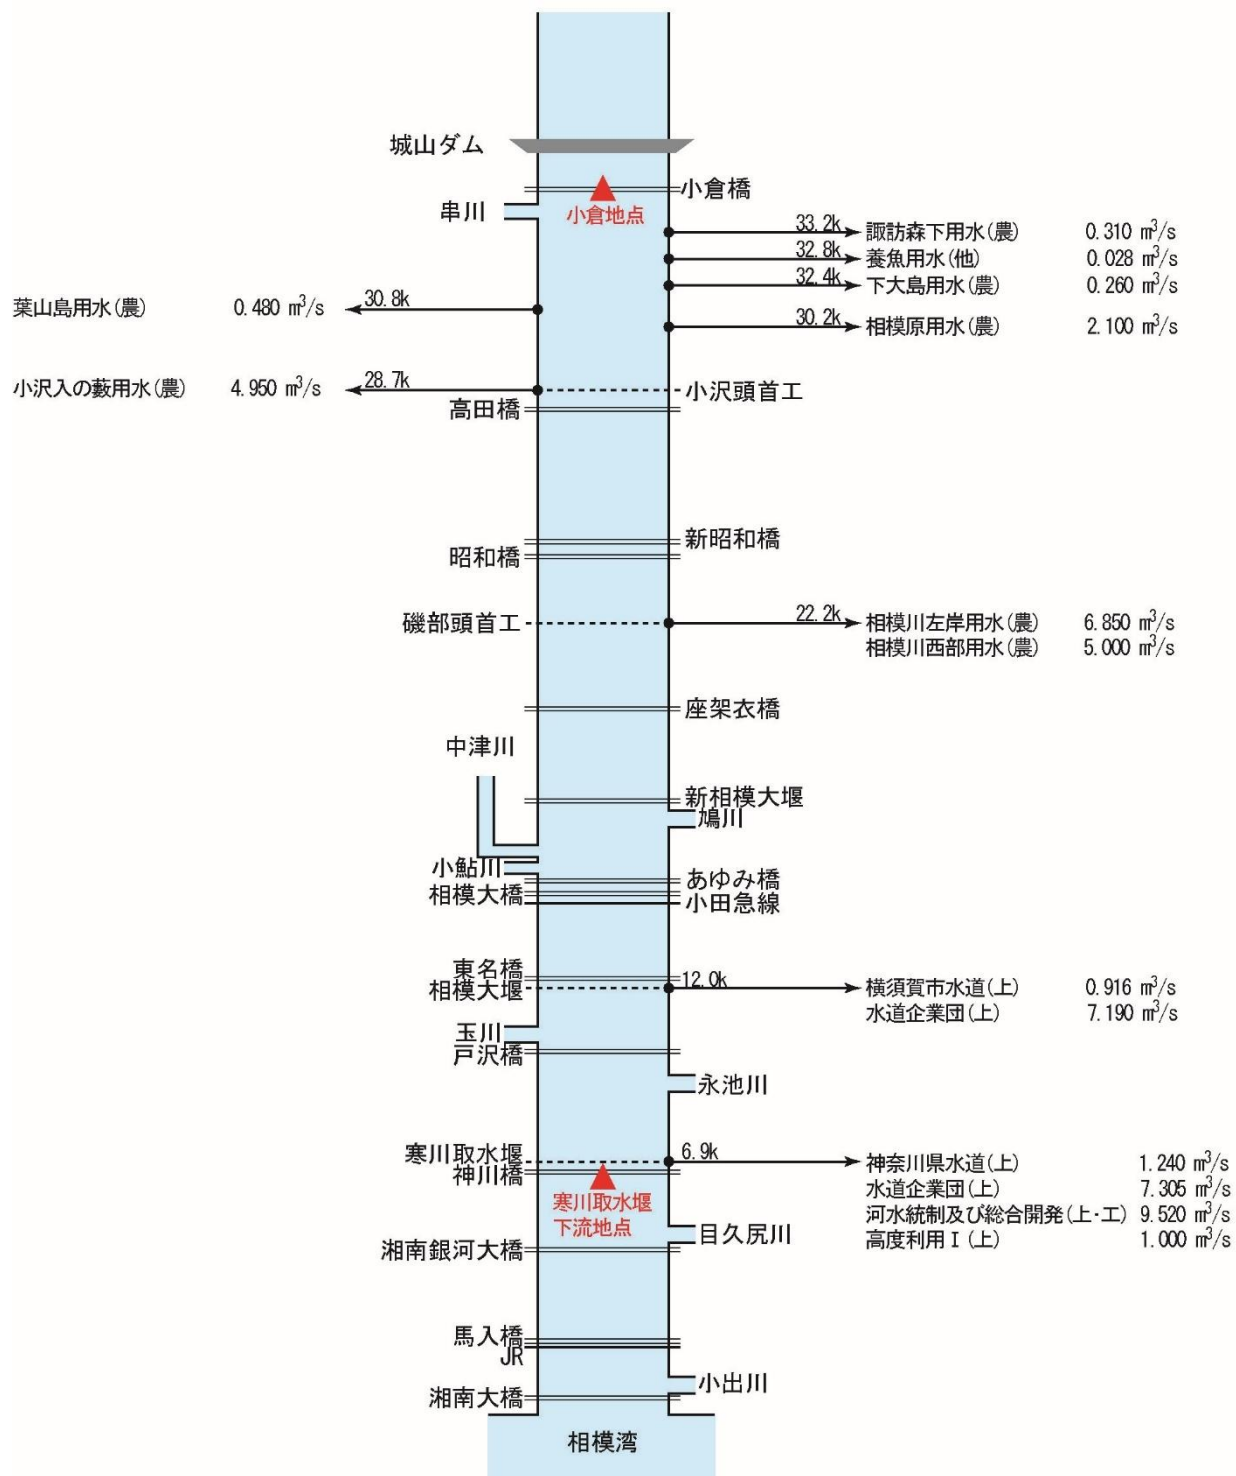 城山ダム
小倉橋
串川
小倉地点
33.2k 諏訪森下用水(農) 0.310 m³/s
32.8k 養魚用水(他) 0.028 m³/s
32.4k 下大島用水(農) 0.260 m³/s
葉山島用水(農) 0.480 m³/s 30.8k
30.2k 相模原用水(農) 2.100 m³/s
小沢入の藪用水(農) 4.950 m³/s 28.7k
小沢頭首工
高田橋
新昭和橋
昭和橋
磯部頭首工
22.2k 相模川左岸用水(農) 6.850 m³/s
相模川西部用水(農) 5.000 m³/s
座架衣橋
中津川
新相模大堰
鳩川
小鮎川
あゆみ橋
相模大橋
小田急線
東名橋
相模大堰
12.0k 横須賀市水道(上) 0.916 m³/s
水道企業団(上) 7.190 m³/s
玉川
戸沢橋
永池川
寒川取水堰
6.9k 神奈川県水道(上) 1.240 m³/s
神川橋
水道企業団(上) 7.305 m³/s
寒川取水堰
下流地点
河水統制及び総合開発(上・工) 9.520 m³/s
高度利用Ⅰ(上) 1.000 m³/s
目久尻川
湘南銀河大橋
馬入橋
JR
小出川
湘南大橋
相模湾